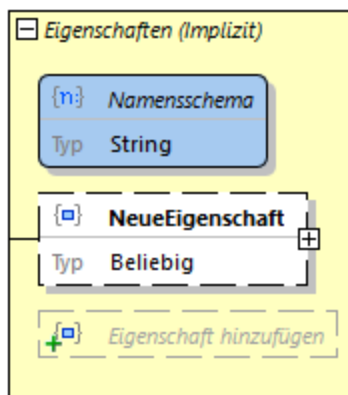 Eigenschaften (Implizit)
{n:} Namensschema
Typ String
NeueEigenschaft
Typ Beliebig
Eigenschaft hinzufügen